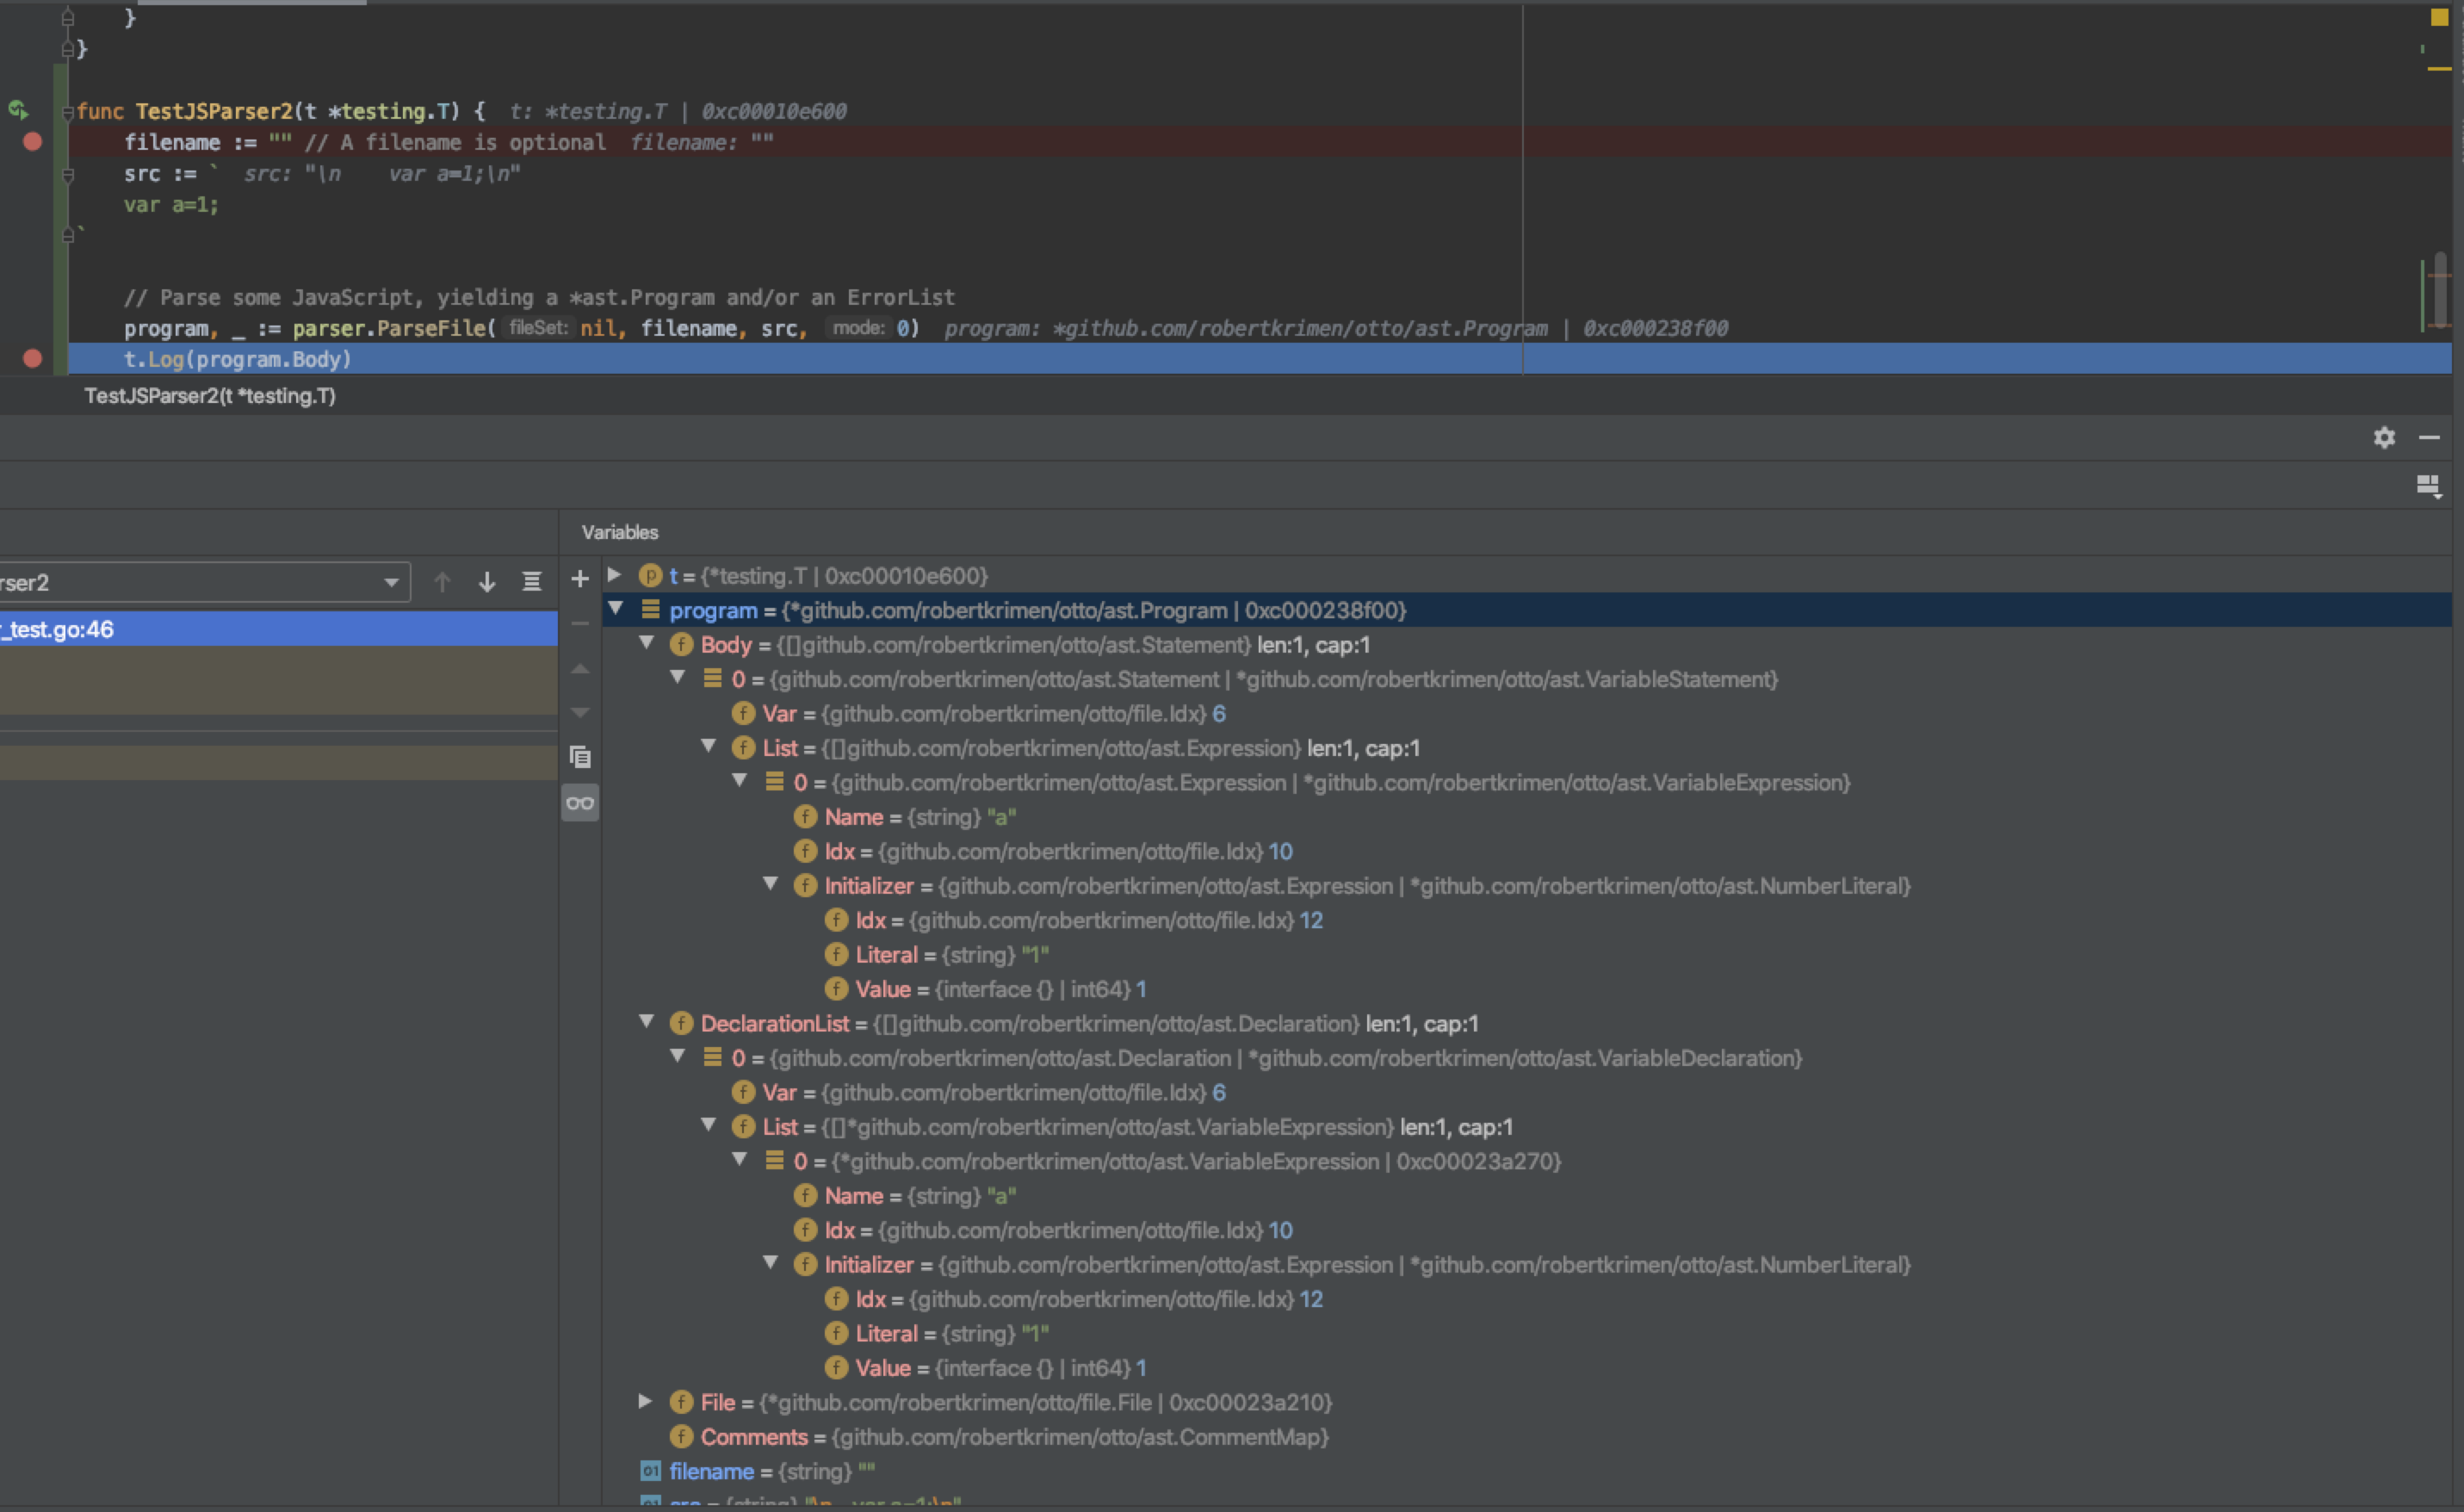 }
}
func TestJSParser2(t *testing.T) { t: *testing.T | 0xc00010e600
filename := "" // A filename is optional filename: ""
src := ` src: "\n    var a=1;\n"
var a=1;
`
// Parse some JavaScript, yielding a *ast.Program and/or an ErrorList
program, _ := parser.ParseFile( fileSet: nil, filename, src, mode: 0) program: *github.com/robertkrimen/otto/ast.Program | 0xc000238f00
t.Log(program.Body)
TestJSParser2(t *testing.T)
Variables
rser2
_test.go:46
t = {*testing.T | 0xc00010e600}
program = {*github.com/robertkrimen/otto/ast.Program | 0xc000238f00}
Body = {[]github.com/robertkrimen/otto/ast.Statement} len:1, cap:1
0 = {github.com/robertkrimen/otto/ast.Statement | *github.com/robertkrimen/otto/ast.VariableStatement}
Var = {github.com/robertkrimen/otto/file.Idx} 6
List = {[]github.com/robertkrimen/otto/ast.Expression} len:1, cap:1
0 = {github.com/robertkrimen/otto/ast.Expression | *github.com/robertkrimen/otto/ast.VariableExpression}
Name = {string} "a"
Idx = {github.com/robertkrimen/otto/file.Idx} 10
Initializer = {github.com/robertkrimen/otto/ast.Expression | *github.com/robertkrimen/otto/ast.NumberLiteral}
Idx = {github.com/robertkrimen/otto/file.Idx} 12
Literal = {string} "1"
Value = {interface {} | int64} 1
DeclarationList = {[]github.com/robertkrimen/otto/ast.Declaration} len:1, cap:1
0 = {github.com/robertkrimen/otto/ast.Declaration | *github.com/robertkrimen/otto/ast.VariableDeclaration}
Var = {github.com/robertkrimen/otto/file.Idx} 6
List = {[]*github.com/robertkrimen/otto/ast.VariableExpression} len:1, cap:1
0 = {*github.com/robertkrimen/otto/ast.VariableExpression | 0xc00023a270}
Name = {string} "a"
Idx = {github.com/robertkrimen/otto/file.Idx} 10
Initializer = {github.com/robertkrimen/otto/ast.Expression | *github.com/robertkrimen/otto/ast.NumberLiteral}
Idx = {github.com/robertkrimen/otto/file.Idx} 12
Literal = {string} "1"
Value = {interface {} | int64} 1
File = {*github.com/robertkrimen/otto/file.File | 0xc00023a210}
Comments = {github.com/robertkrimen/otto/ast.CommentMap}
filename = {string} ""
src = {string} "\n    var a=1;\n"